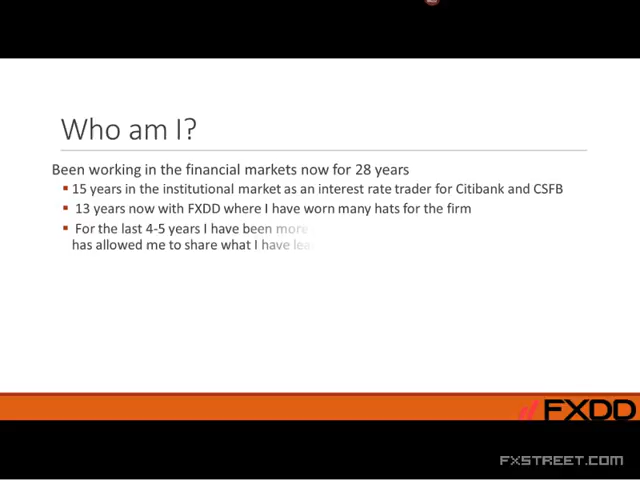 Who am I?
Been working in the financial markets now for 28 years
15 years in the institutional market as an interest rate trader for Citibank and CSFB
13 years now with FXDD where I have worn many hats for the firm
For the last 4-5 years I have been more
has allowed me to share what I have
FXDD
FXSTREET.COM